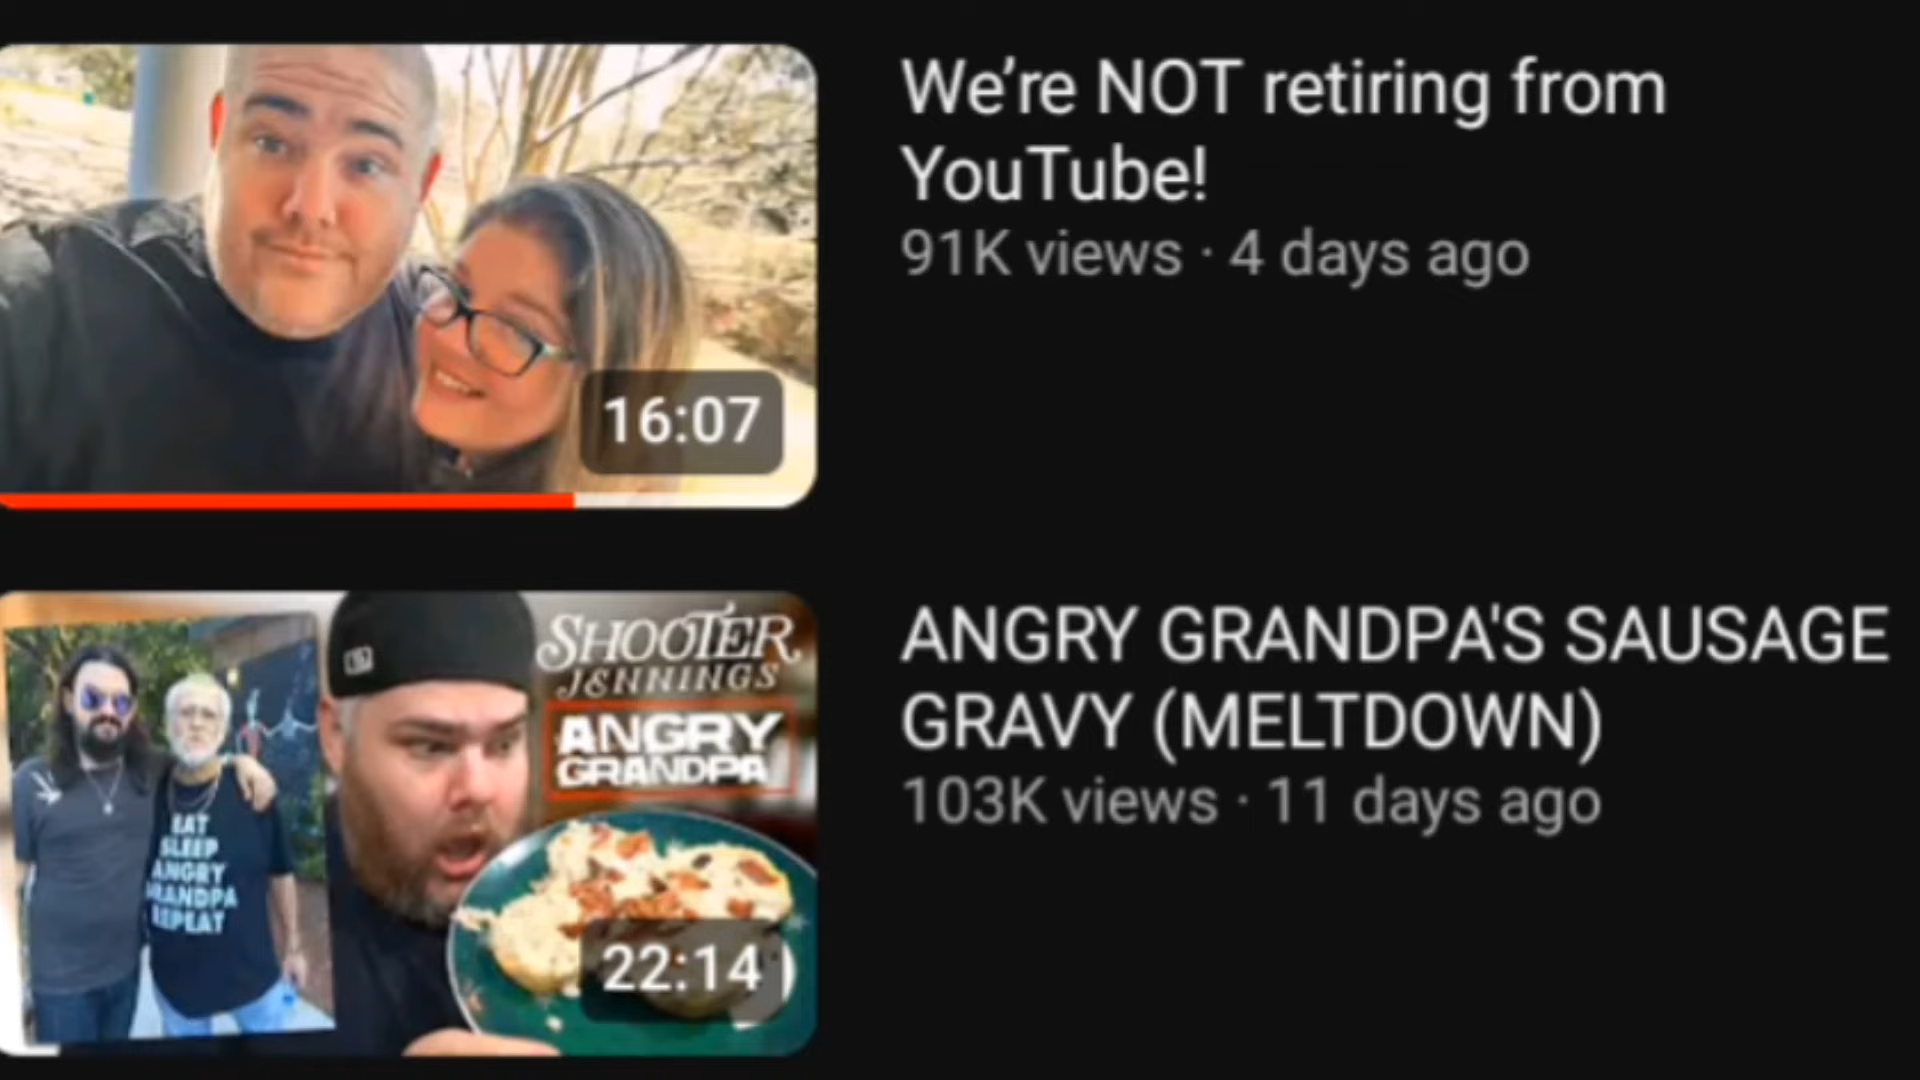 We're NOT retiring from
YouTube!
91K views · 4 days ago
16:07
ANGRY GRANDPA'S SAUSAGE
GRAVY (MELTDOWN)
103K views · 11 days ago
SHOOTER
JENNINGS
ANGRY
GRANDPA
EAT
SLEEP
ANGRY
GRANDPA
REPEAT
22:14